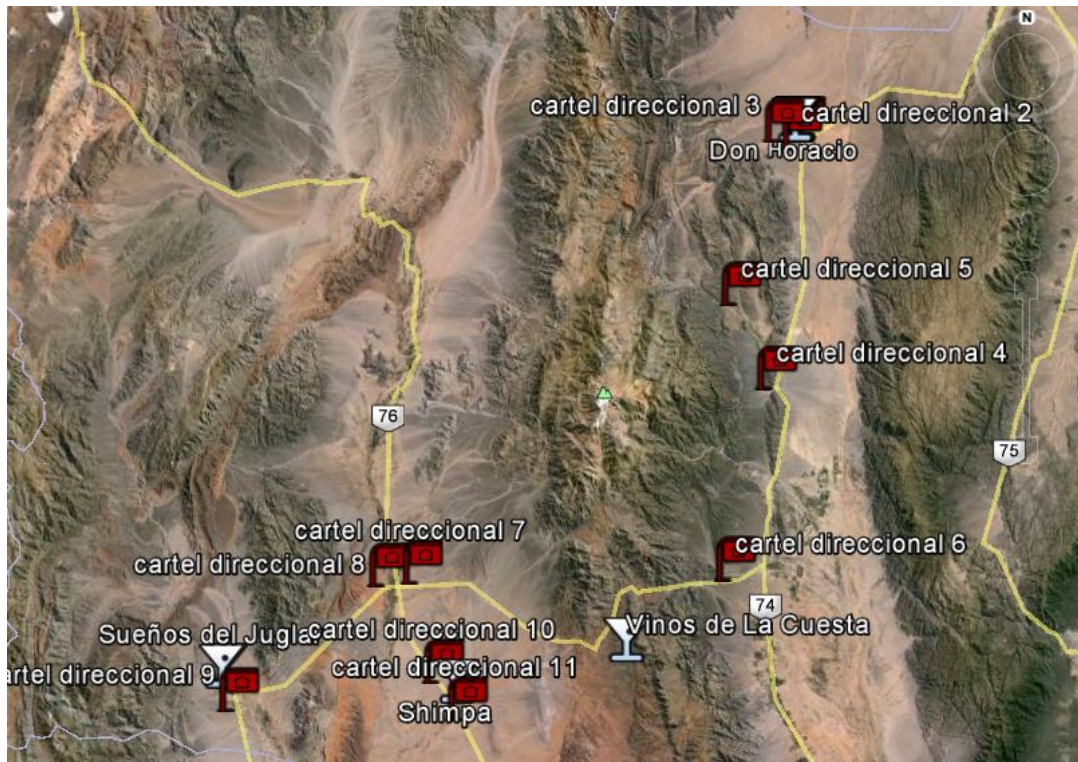 N
cartel direccional 3
cartel direccional 2
Don Horacio
cartel direccional 5
cartel direccional 4
76
75
cartel direccional 7
cartel direccional 6
cartel direccional 8
74
Vinos de La Cuesta
Sueños del Jugla
cartel direccional 10
cartel direccional 11
artel direccional 9
Shimpa